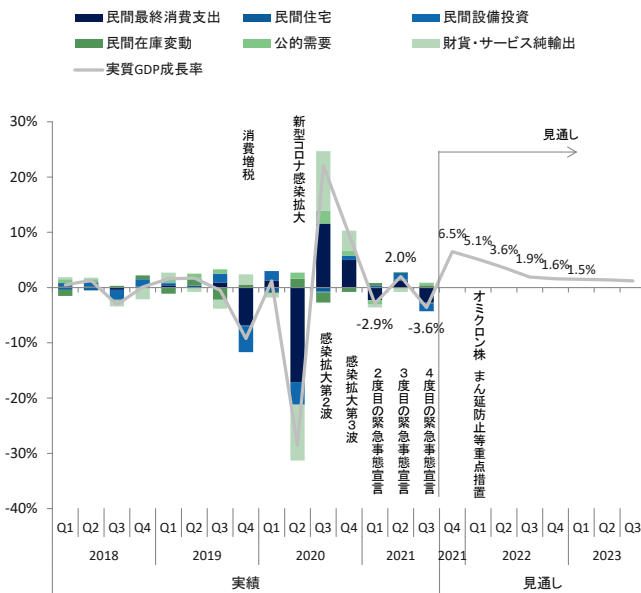 民間最終消費支出 民間住宅 民間設備投資
民間在庫変動 公的需要 財貨・サービス純輸出
実質GDP成長率
30%
20%
10%
0%
-10%
-20%
-30%
-40%
消費増税
新型コロナ感染拡大
感染拡大第2波
感染拡大第3波
2度目の緊急事態宣言
3度目の緊急事態宣言
4度目の緊急事態宣言
オミクロン株 まん延防止等重点措置
見通し
-2.9%
2.0%
-3.6%
6.5%
5.1%
3.6%
1.9%
1.6%
1.5%
Q1 Q2 Q3 Q4 Q1 Q2 Q3 Q4 Q1 Q2 Q3 Q4 Q1 Q2 Q3 Q4 Q1 Q2 Q3 Q4 Q1 Q2 Q3
2018 2019 2020 2021 2021 2022 2023
実績 見通し